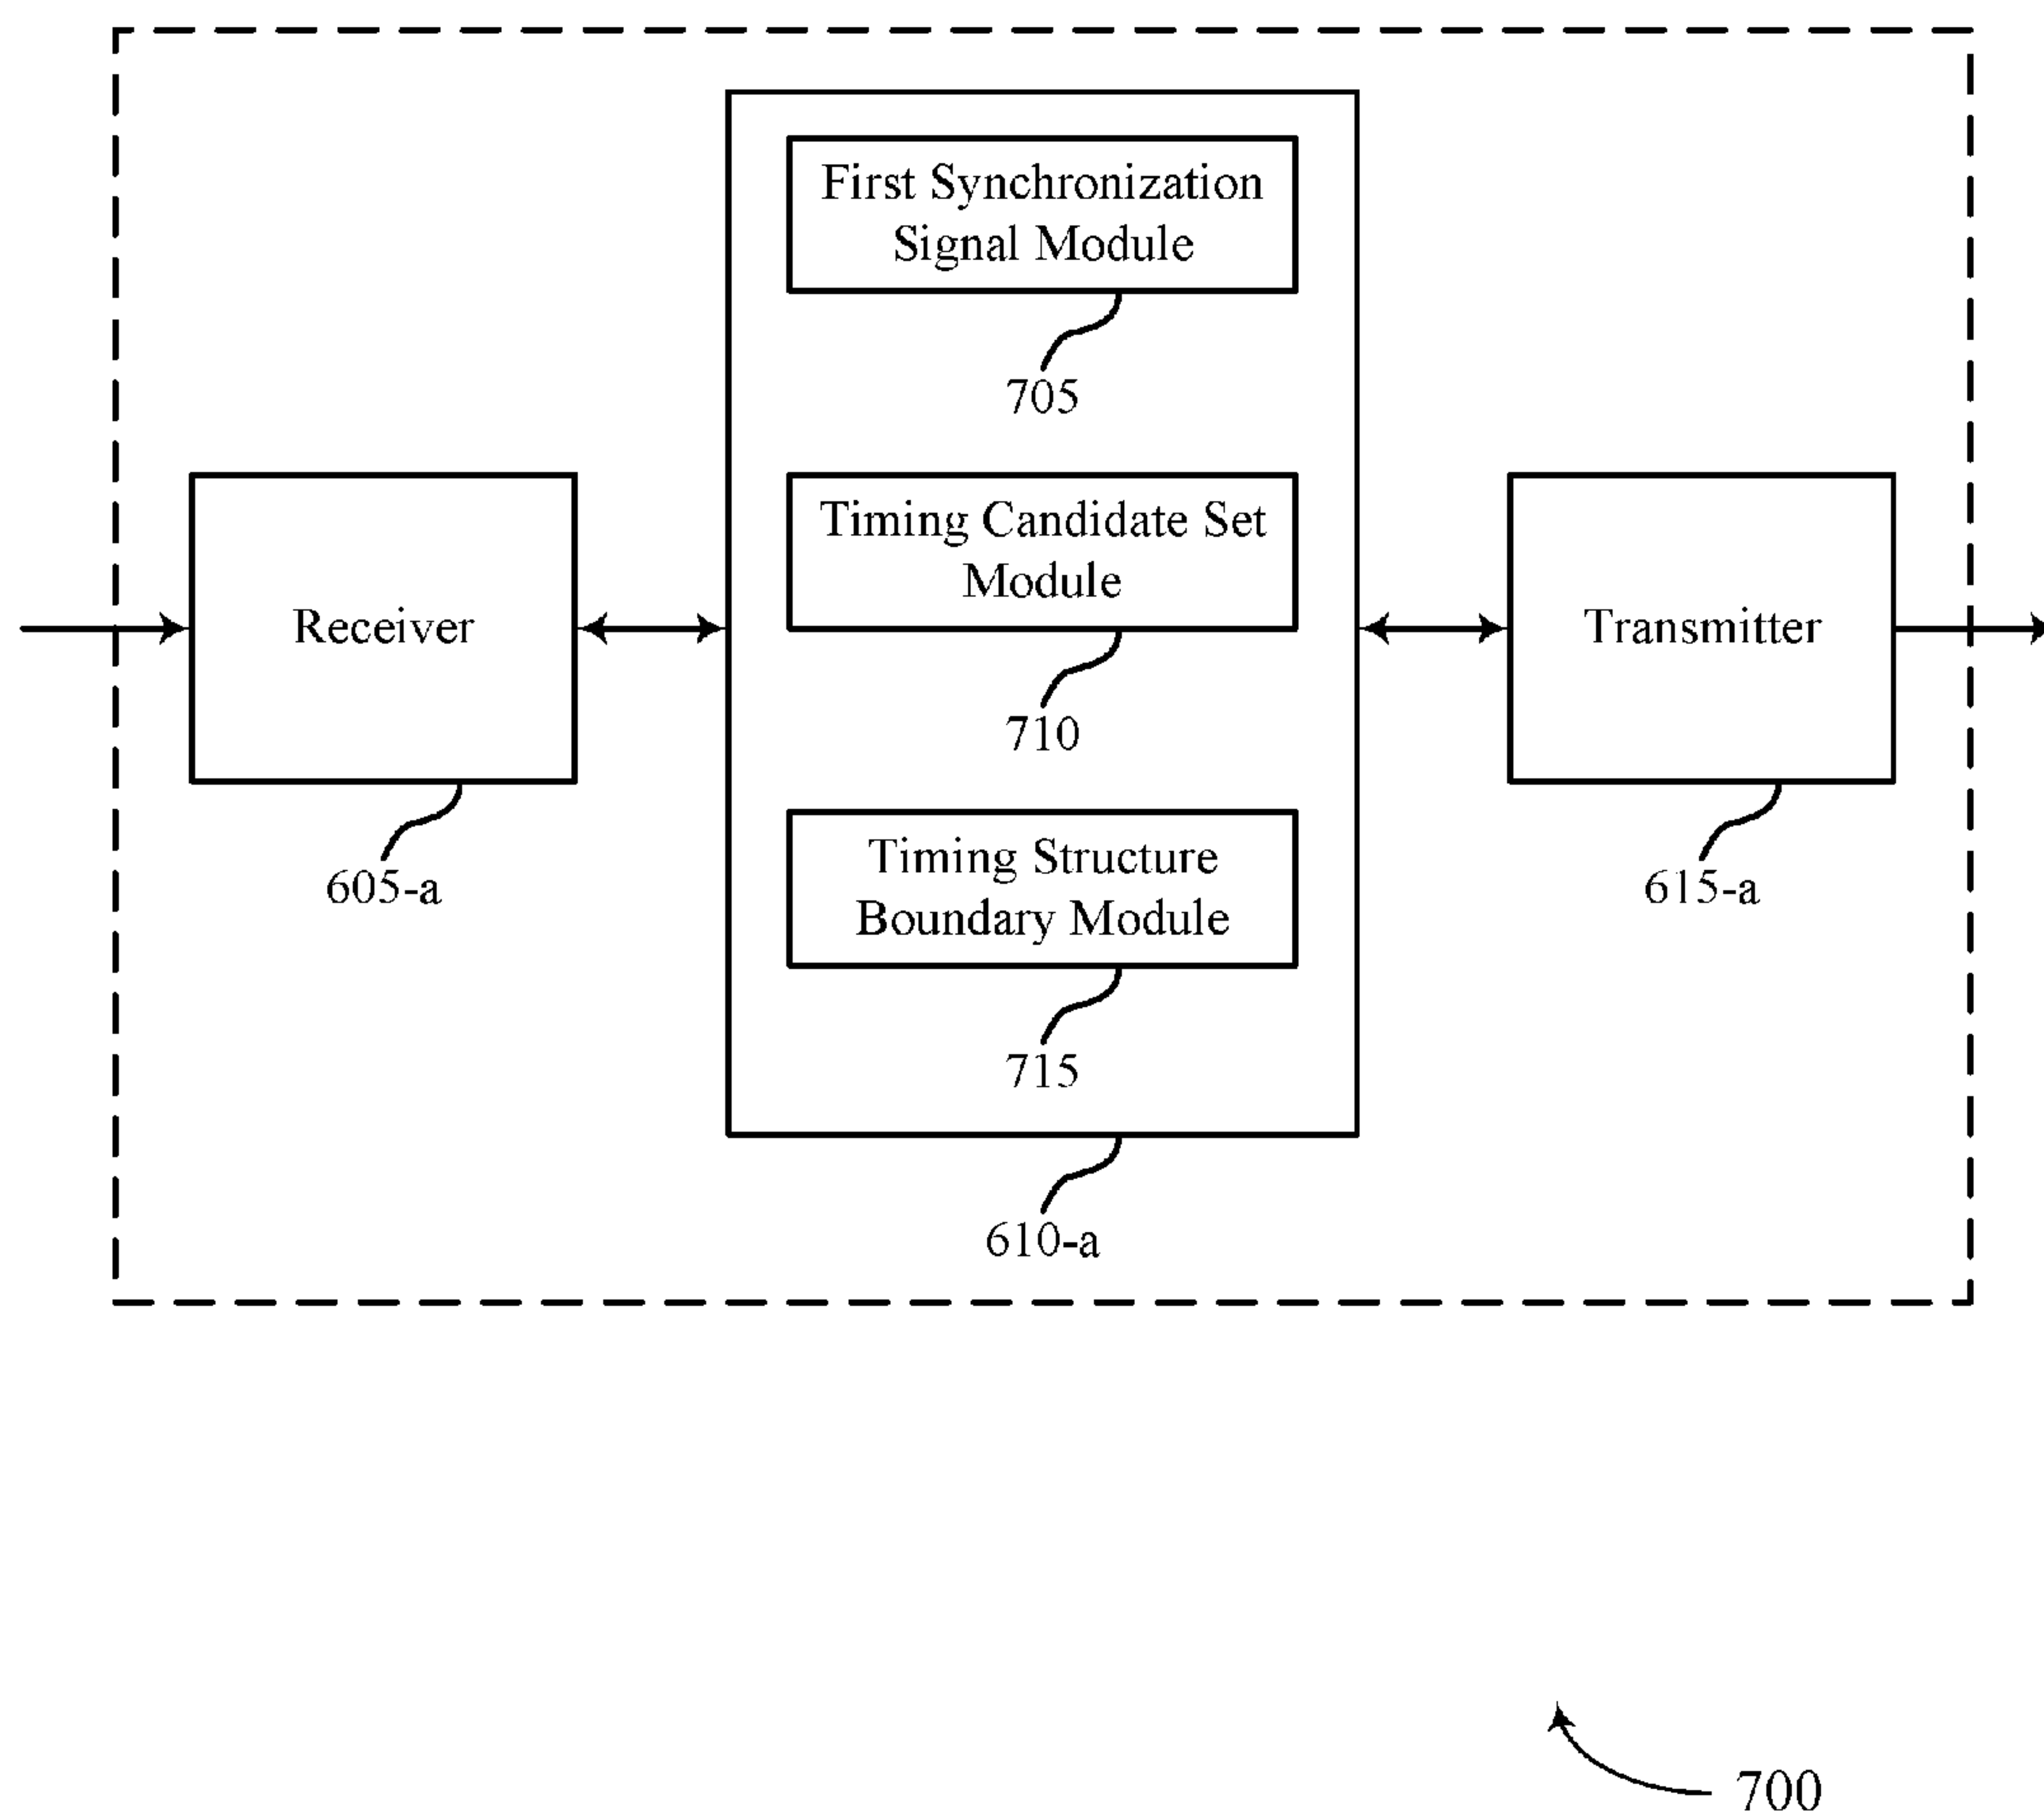 First Synchronization
Signal Module
705
Timing Candidate Set
Module
710
Receiver
Transmitter
605-a
615-a
Timing Structure
Boundary Module
715
610-a
700